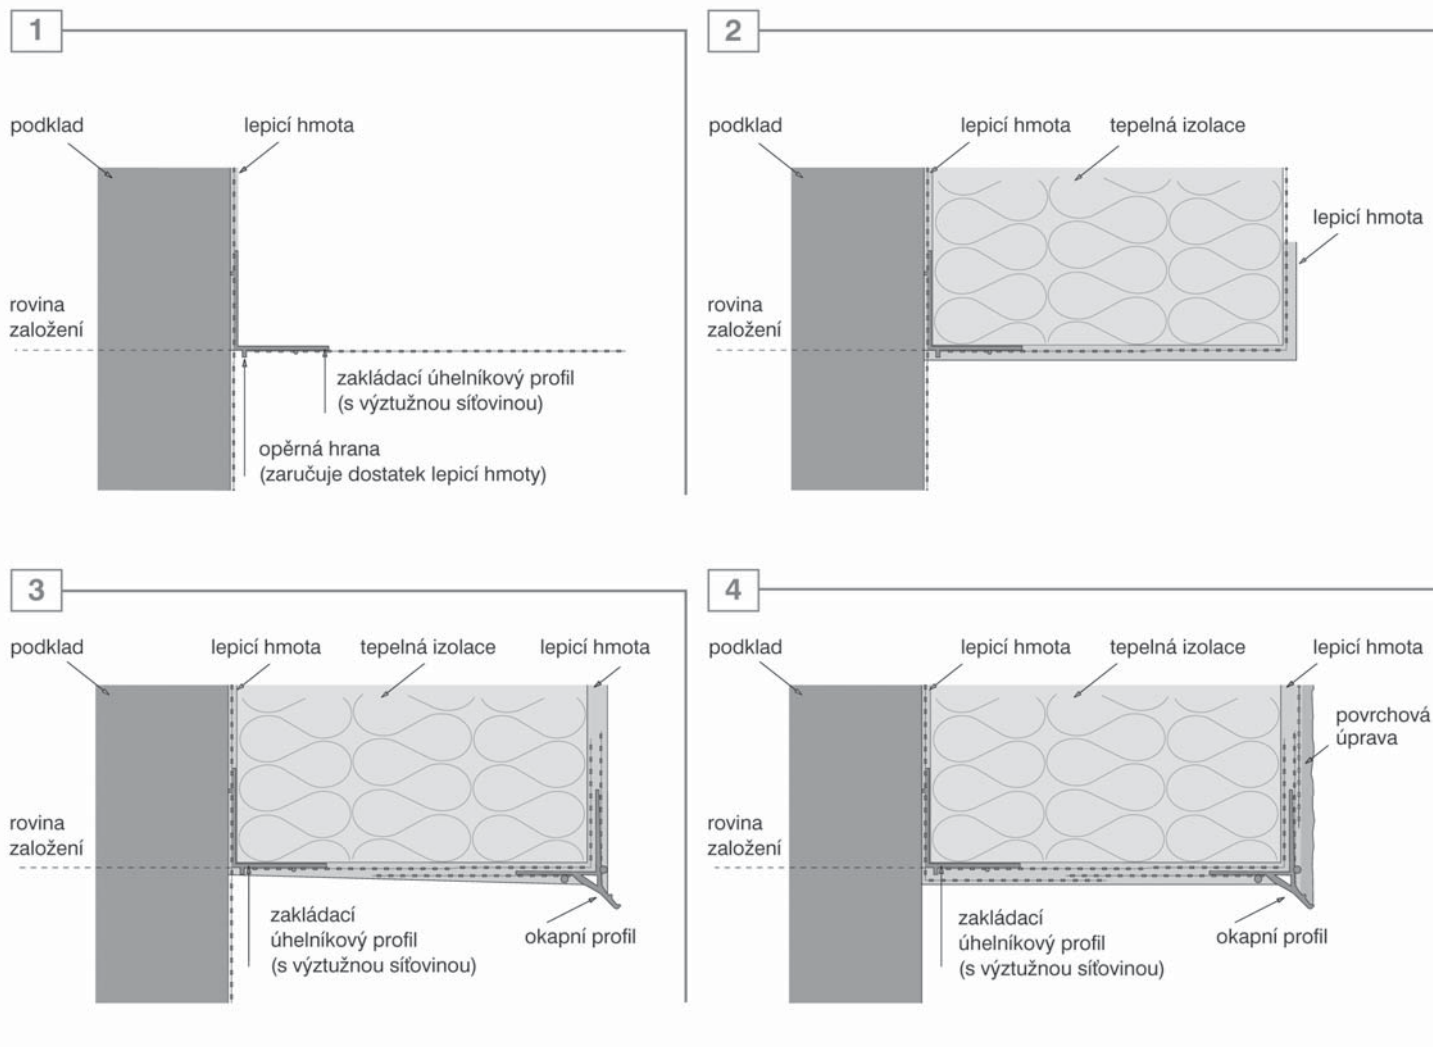 1
podklad
lepicí hmota
rovina
založení
zakládací úhelníkový profil
(s výztužnou síťovinou)
opěrná hrana
(zaručuje dostatek lepicí hmoty)
2
podklad
lepicí hmota
tepelná izolace
lepicí hmota
rovina
založení
3
podklad
lepicí hmota
tepelná izolace
lepicí hmota
rovina
založení
zakládací
úhelníkový profil
(s výztužnou síťovinou)
okapní profil
4
podklad
lepicí hmota
tepelná izolace
lepicí hmota
povrchová
úprava
rovina
založení
zakládací
úhelníkový profil
(s výztužnou síťovinou)
okapní profil